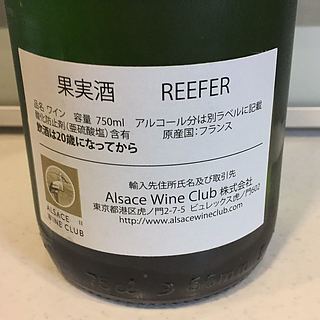 果実酒 REEFER
品名 ワイン 容量 750ml アルコール分は別ラベルに記載
酸化防止剤(亜硫酸塩)含有 原産国:フランス
飲酒は20歳になってから
輸入先住所氏名及び取引先
Alsace Wine Club 株式会社
東京都港区虎ノ門2-7-5 ビュレックス虎ノ門602
http://www.alsacewineclub.com/
ALSACE
WINE CLUB
75cl